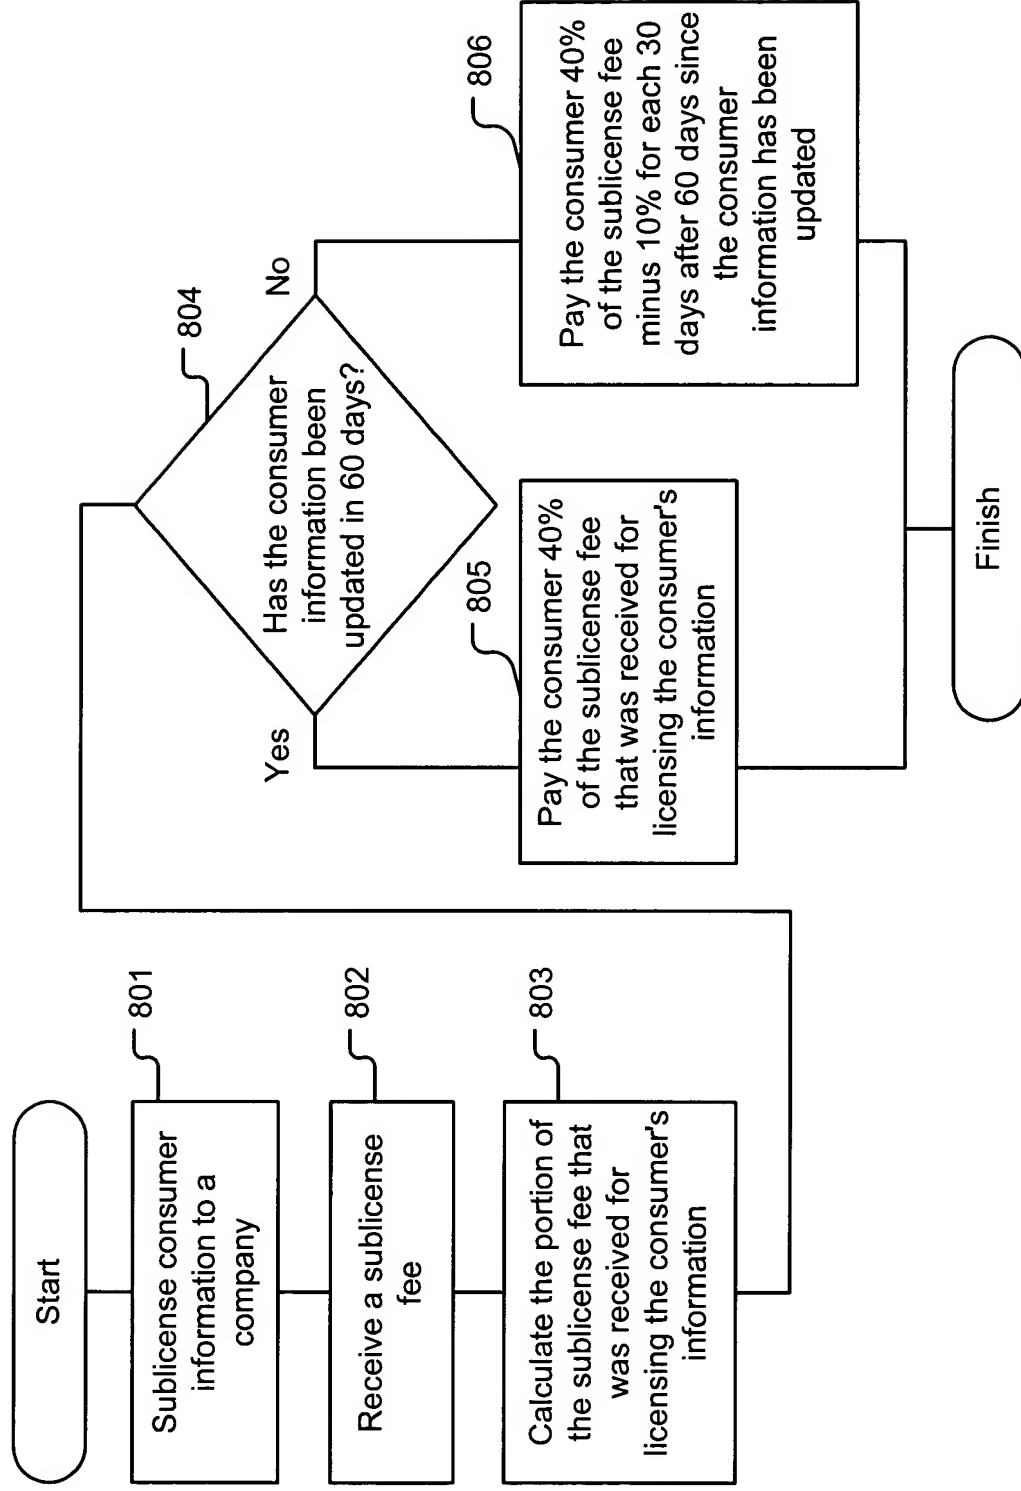 Start
Sublicense consumer
information to a
company
801
Receive a sublicense
fee
802
Calculate the portion of
the sublicense fee that
was received for
licensing the consumer's
information
803
Has the consumer
information been
updated in 60 days?
804
Yes
No
Pay the consumer 40%
of the sublicense fee
that was received for
licensing the consumer's
information
805
Pay the consumer 40%
of the sublicense fee
minus 10% for each 30
days after 60 days since
the consumer
information has been
updated
806
Finish